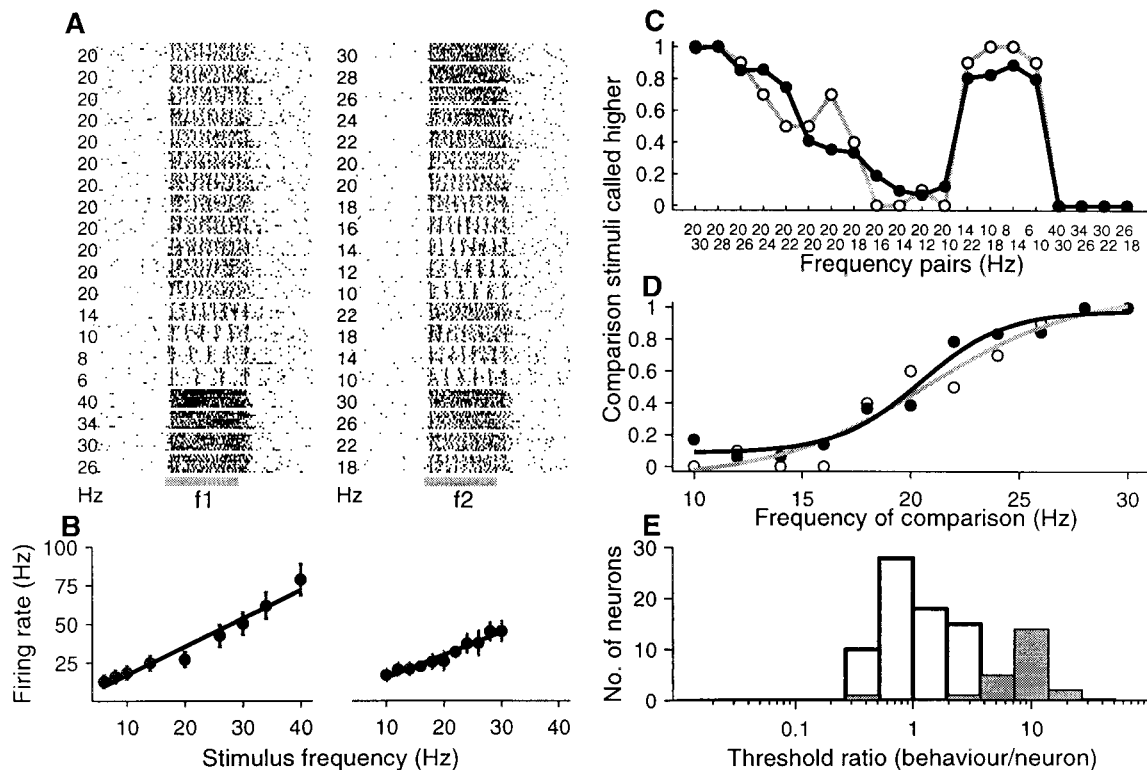 A
20
20
20
20
20
20
20
20
20
20
20
14
10
8
6
40
34
30
26
Hz
f1
30
28
26
24
22
20
20
18
16
14
12
10
22
18
14
10
30
26
22
18
Hz
f2
B
Firing rate (Hz)
100
75
50
25
10 20 30 40
10 20 30 40
Stimulus frequency (Hz)
C
Comparison stimuli called higher
1
0.8
0.6
0.4
0.2
0
20 20 20 20 20 20 20 20 20 20 20 20 14 10 8 6 40 34 30 26
30 28 26 24 22 20 20 18 16 14 12 10 22 18 14 10 30 26 22 18
Frequency pairs (Hz)
D
1
0.8
0.6
0.4
0.2
0
10 15 20 25 30
Frequency of comparison (Hz)
E
No. of neurons
30
20
10
0
0.1 1 10
Threshold ratio (behaviour/neuron)